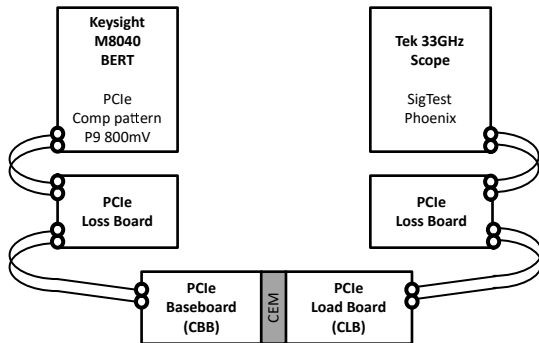 Keysight
M8040
BERT
PCIe
Comp pattern
P9 800mV
Tek 33GHz
Scope
SigTest
Phoenix
PCIe
Loss Board
PCIe
Loss Board
PCIe
Baseboard
(CBB)
CEM
PCIe
Load Board
(CLB)